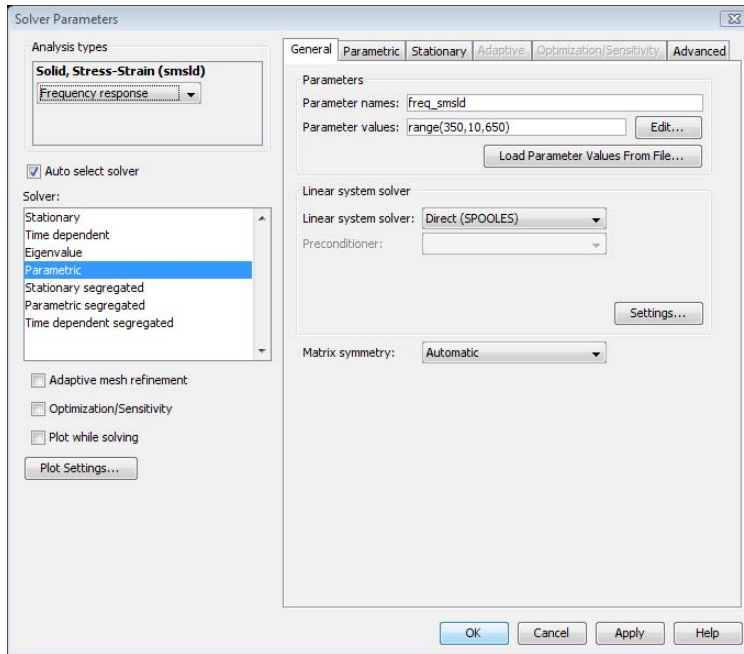 Solver Parameters
Analysis types
Solid, Stress-Strain (smsld)
Frequency response
Auto select solver
Solver:
Stationary
Time dependent
Eigenvalue
Parametric
Stationary segregated
Parametric segregated
Time dependent segregated
Adaptive mesh refinement
Optimization/Sensitivity
Plot while solving
Plot Settings...
General Parametric Stationary Adaptive Optimization/Sensitivity Advanced
Parameters
Parameter names: freq_smsld
Parameter values: range(350,10,650) Edit...
Load Parameter Values From File...
Linear system solver
Linear system solver: Direct (SPOOLES)
Preconditioner:
Settings...
Matrix symmetry: Automatic
OK Cancel Apply Help